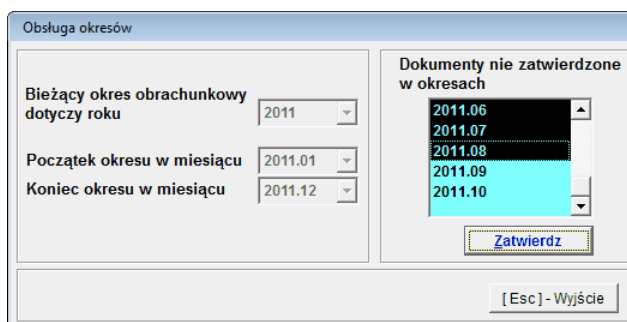 Obsługa okresów
Bieżący okres obrachunkowy
dotyczy roku
2011
Początek okresu w miesiącu
2011.01
Koniec okresu w miesiącu
2011.12
Dokumenty nie zatwierdzone
w okresach
2011.06
2011.07
2011.08
2011.09
2011.10
Zatwierdz
[ Esc ] - Wyjście